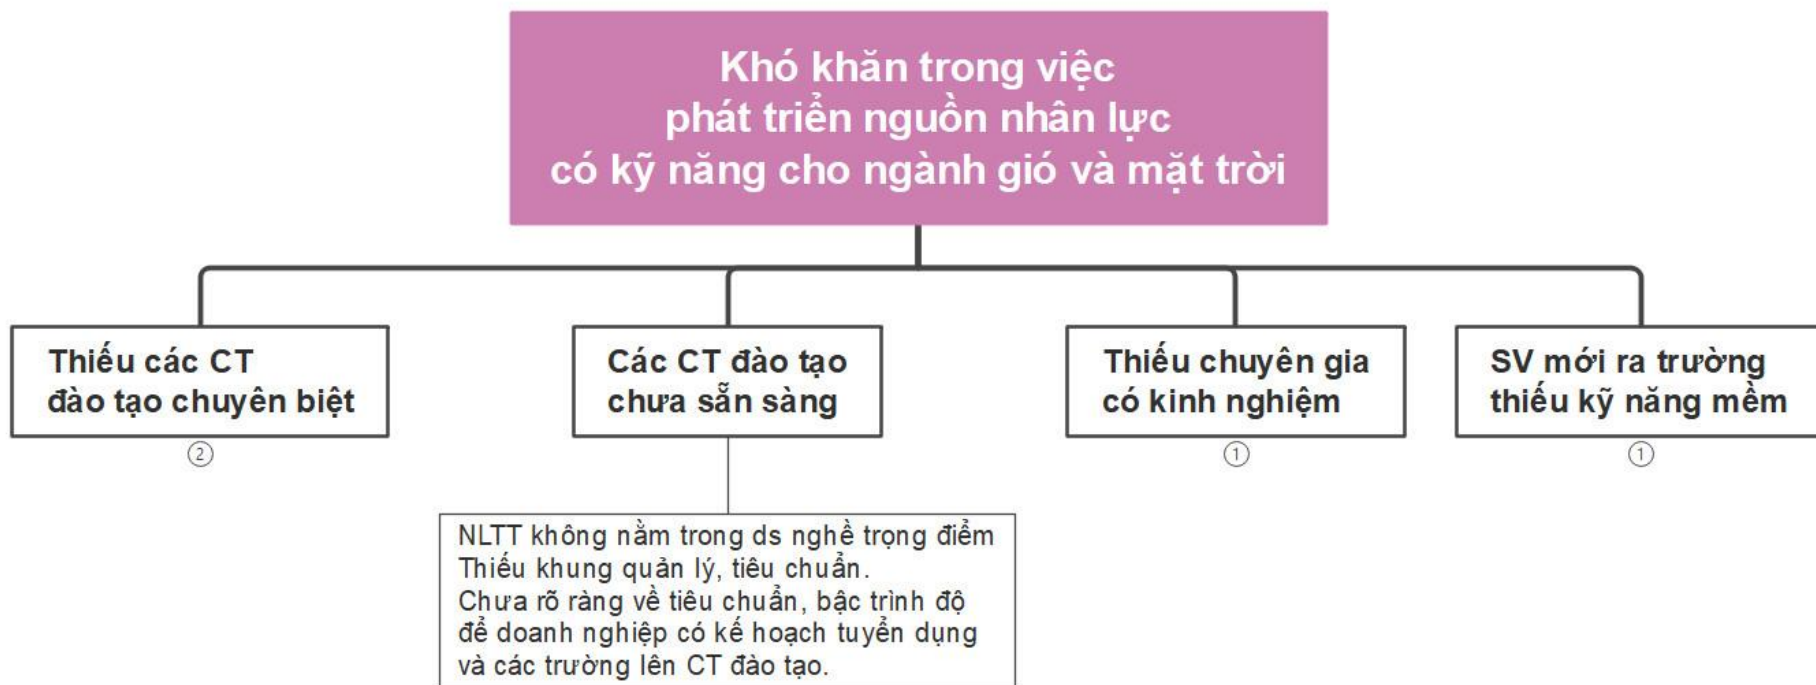 Khó khăn trong việc
phát triển nguồn nhân lực
có kỹ năng cho ngành gió và mặt trời
Thiếu các CT
đào tạo chuyên biệt
2
Các CT đào tạo
chưa sẵn sàng
Thiếu chuyên gia
có kinh nghiệm
1
SV mới ra trường
thiếu kỹ năng mềm
1
NLTT không nằm trong ds nghề trọng điểm
Thiếu khung quản lý, tiêu chuẩn.
Chưa rõ ràng về tiêu chuẩn, bậc trình độ
để doanh nghiệp có kế hoạch tuyển dụng
và các trường lên CT đào tạo.